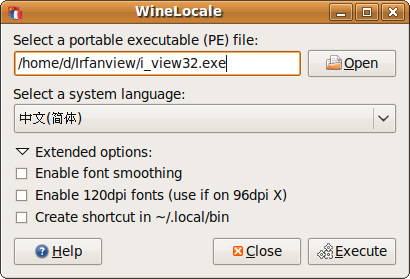 WineLocale
Select a portable executable (PE) file:
/home/d/Irfanview/i_view32.exe
Open
Select a system language:
中文(简体)
Extended options:
Enable font smoothing
Enable 120dpi fonts (use if on 96dpi X)
Create shortcut in ~/.local/bin
Help
Close
Execute